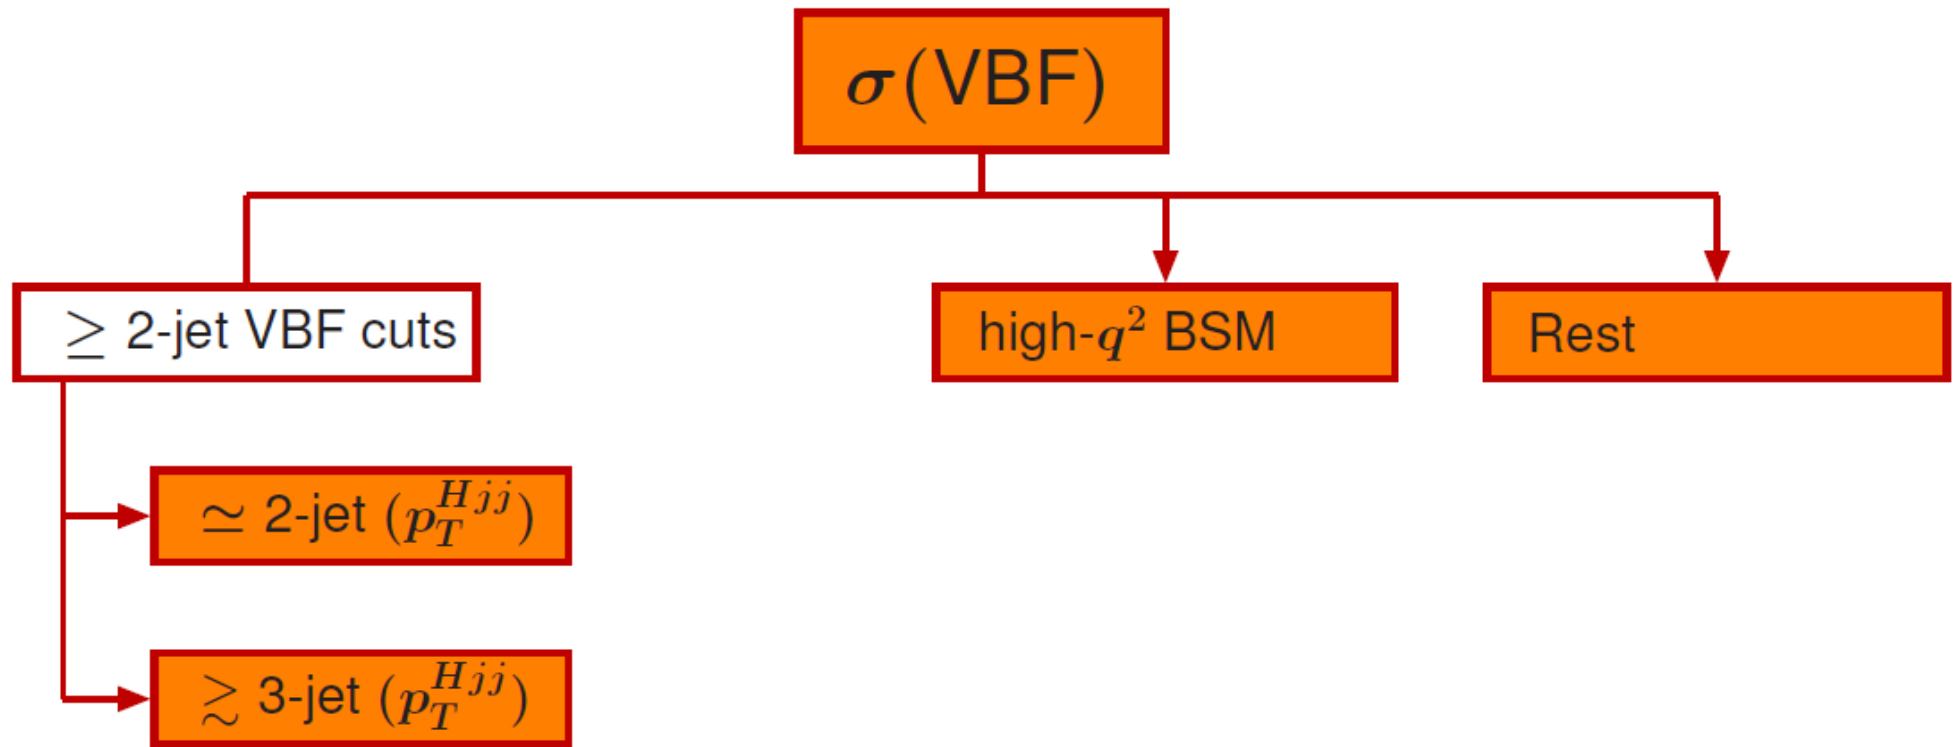 σ(VBF)
≥ 2-jet VBF cuts
high-q² BSM
Rest
≃ 2-jet (p_T^{Hjj})
≳ 3-jet (p_T^{Hjj})